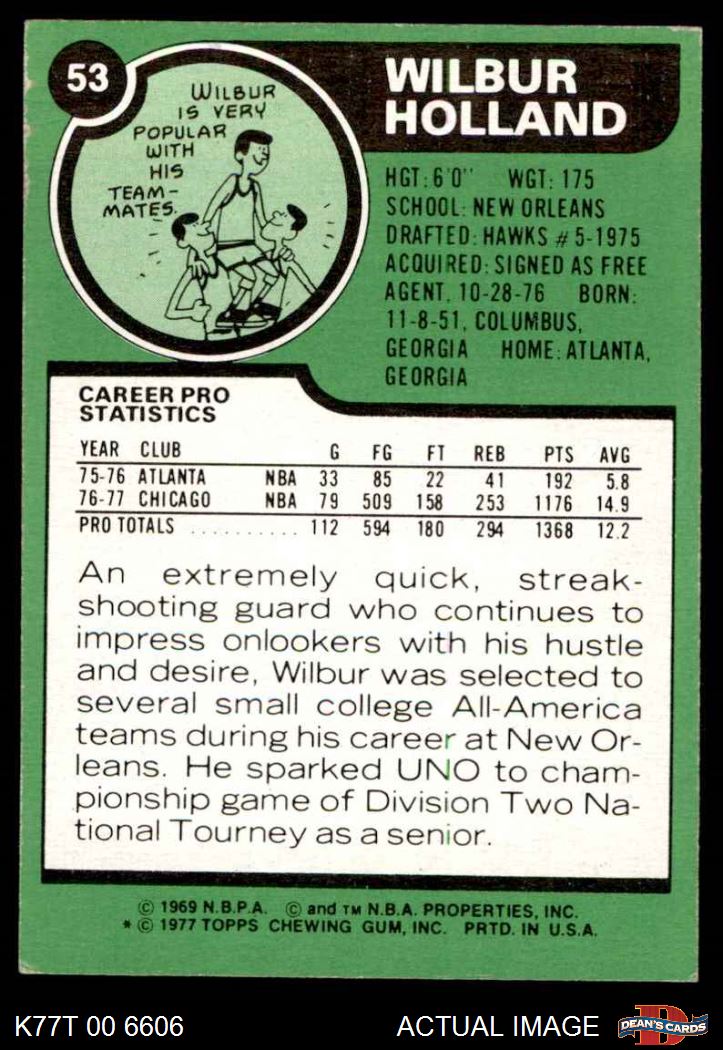 53
WILBUR
HOLLAND
WILBUR
IS VERY
POPULAR
WITH
HIS
TEAM-
MATES.
HGT: 6'0" WGT: 175
SCHOOL: NEW ORLEANS
DRAFTED: HAWKS #5-1975
ACQUIRED: SIGNED AS FREE
AGENT, 10-28-76 BORN:
11-8-51, COLUMBUS,
GEORGIA HOME: ATLANTA,
GEORGIA
CAREER PRO
STATISTICS
YEAR CLUB G FG FT REB PTS AVG
75-76 ATLANTA NBA 33 85 22 41 192 5.8
76-77 CHICAGO NBA 79 509 158 253 1176 14.9
PRO TOTALS .......... 112 594 180 294 1368 12.2
An extremely quick, streak-
shooting guard who continues to
impress onlookers with his hustle
and desire, Wilbur was selected to
several small college All-America
teams during his career at New Or-
leans. He sparked UNO to cham-
pionship game of Division Two Na-
tional Tourney as a senior.
© 1969 N.B.P.A. © and TM N.B.A. PROPERTIES, INC.
* © 1977 TOPPS CHEWING GUM, INC. PRTD. IN U.S.A.
K77T 00 6606 ACTUAL IMAGE
D
DEAN'S CARDS